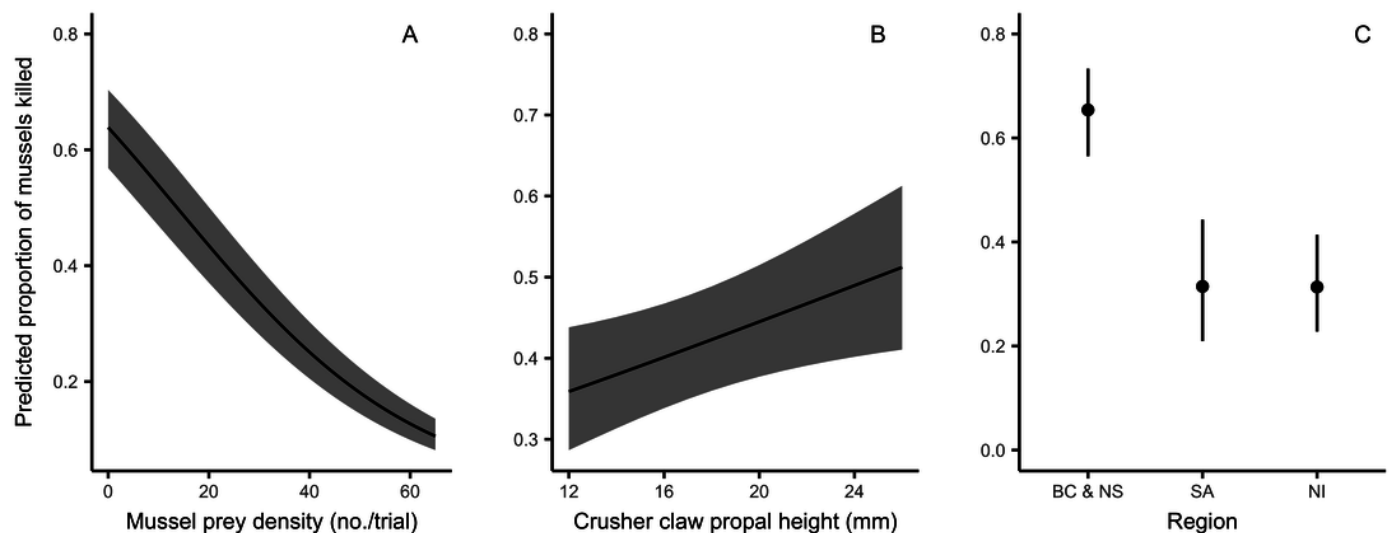 Predicted proportion of mussels killed
0.8
0.6
0.4
0.2
A
0
20
40
60
Mussel prey density (no./trial)
0.8
0.7
0.6
0.5
0.4
0.3
B
12
16
20
24
Crusher claw propal height (mm)
0.8
0.6
0.4
0.2
0.0
C
BC & NS
SA
NI
Region